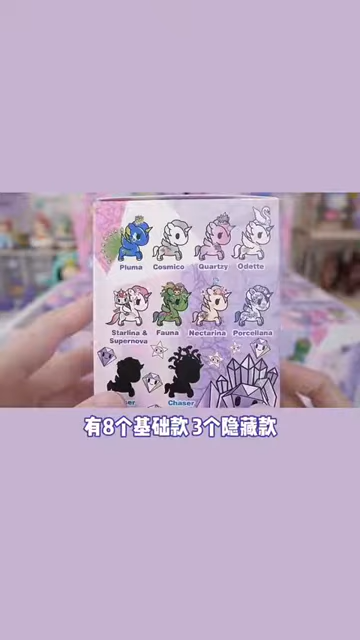 Pluma Cosmico Quartzy Odette
Starlina & Supernova Fauna Nectarina Porcellana
er Chaser
有8个基础款 3个隐藏款